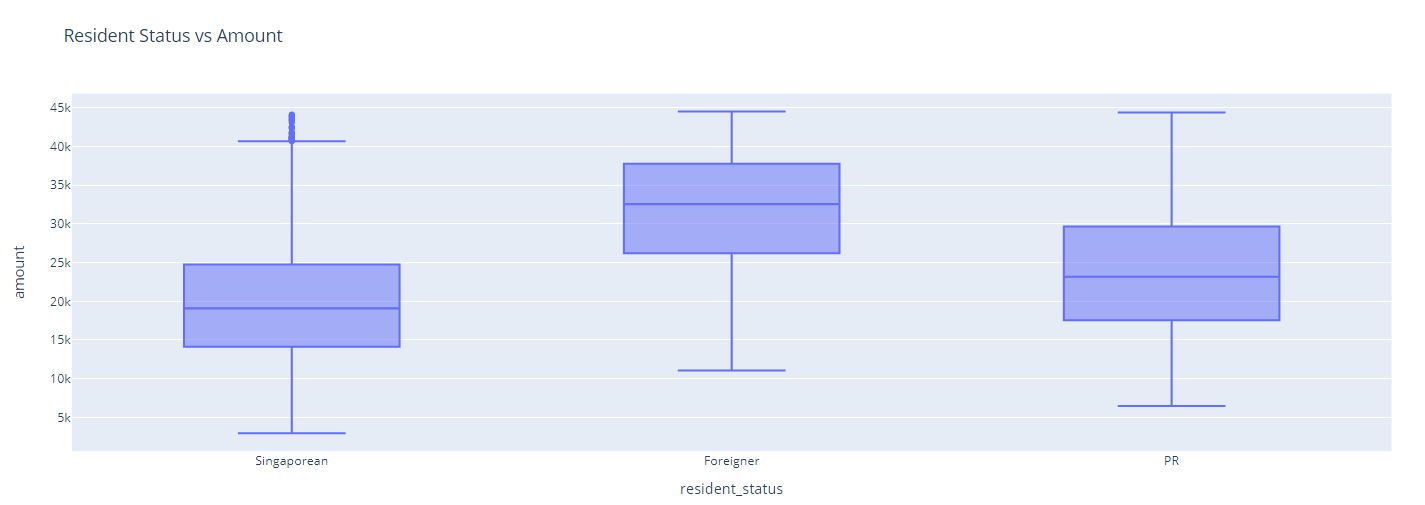 Resident Status vs Amount
45k
40k
35k
30k
25k
20k
15k
10k
5k
amount
Singaporean Foreigner PR
resident_status